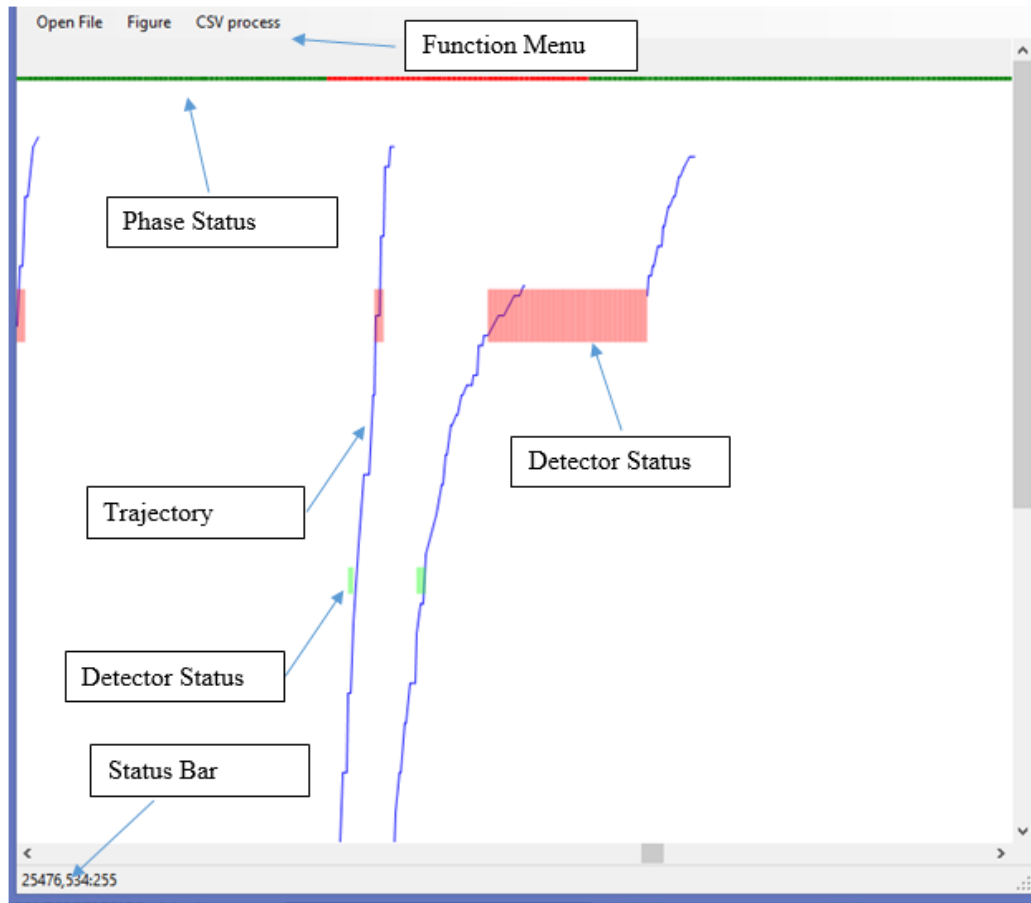 Open File Figure CSV process
Function Menu
Phase Status
Detector Status
Trajectory
Detector Status
Status Bar
25476,534:255